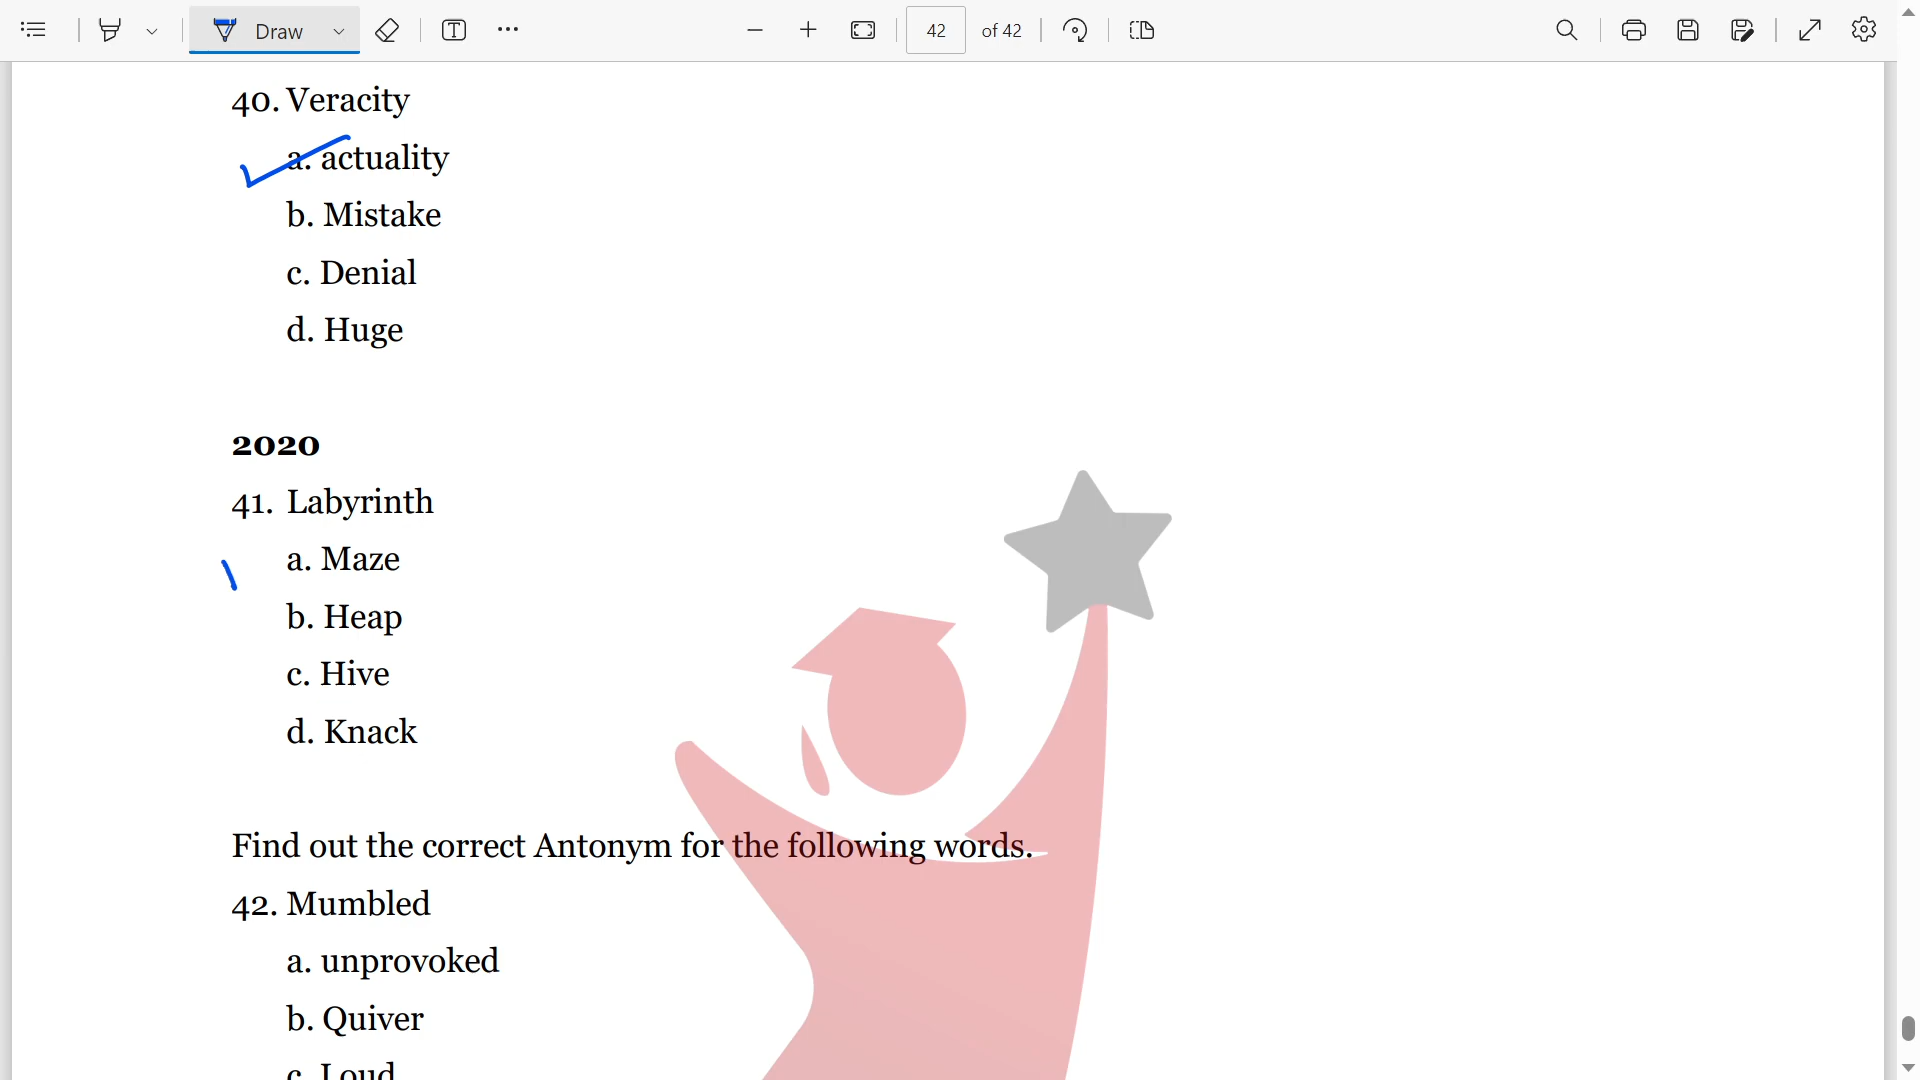 Draw
42 of 42
40. Veracity
a. actuality
b. Mistake
c. Denial
d. Huge
2020
41. Labyrinth
a. Maze
b. Heap
c. Hive
d. Knack
Find out the correct Antonym for the following words.
42. Mumbled
a. unprovoked
b. Quiver
c. Loud